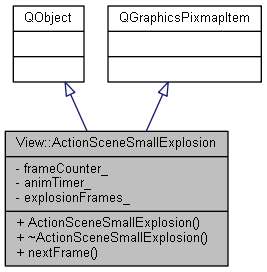 QObject
QGraphicsPixmapItem
View::ActionSceneSmallExplosion
- frameCounter_
- animTimer_
- explosionFrames_
+ ActionSceneSmallExplosion()
+ ~ActionSceneSmallExplosion()
+ nextFrame()